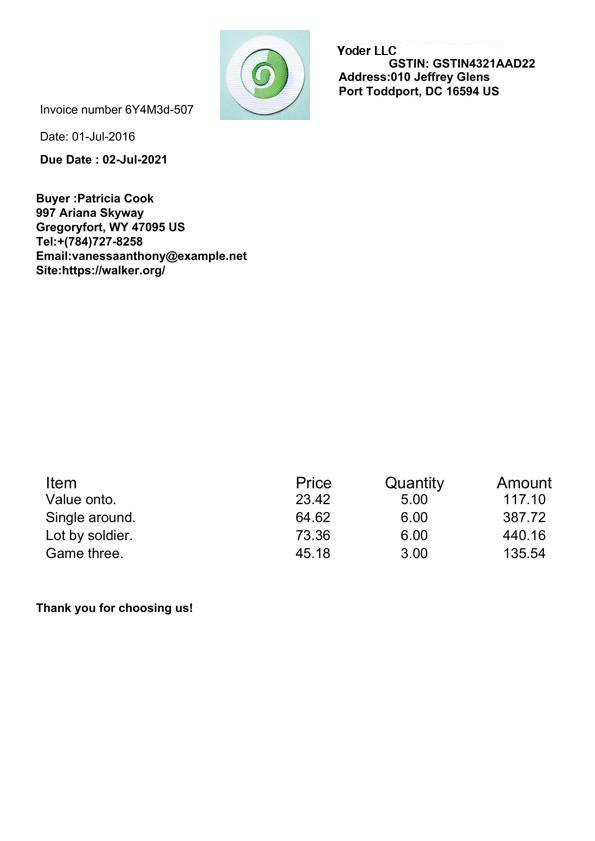 Yoder LLC
GSTIN: GSTIN4321AAD22
Address:010 Jeffrey Glens
Port Toddport, DC 16594 US
Invoice number 6Y4M3d-507
Date: 01-Jul-2016
Due Date : 02-Jul-2021
Buyer :Patricia Cook
997 Ariana Skyway
Gregoryfort, WY 47095 US
Tel:+(784)727-8258
Email:vanessaanthony@example.net
Site:https://walker.org/
Item Price Quantity Amount
Value onto. 23.42 5.00 117.10
Single around. 64.62 6.00 387.72
Lot by soldier. 73.36 6.00 440.16
Game three. 45.18 3.00 135.54
Thank you for choosing us!